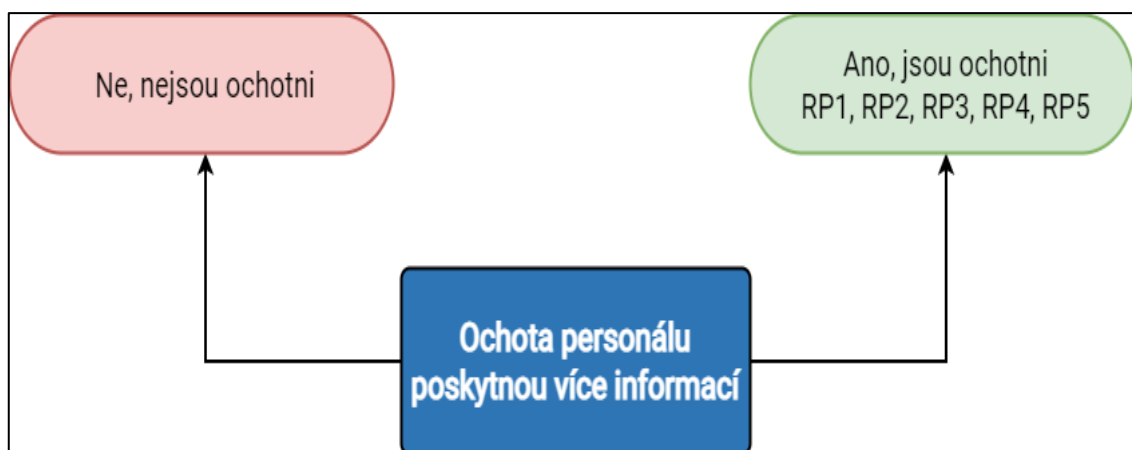 Ne, nejsou ochotni
Ano, jsou ochotni
RP1, RP2, RP3, RP4, RP5
Ochota personálu
poskytnou více informací